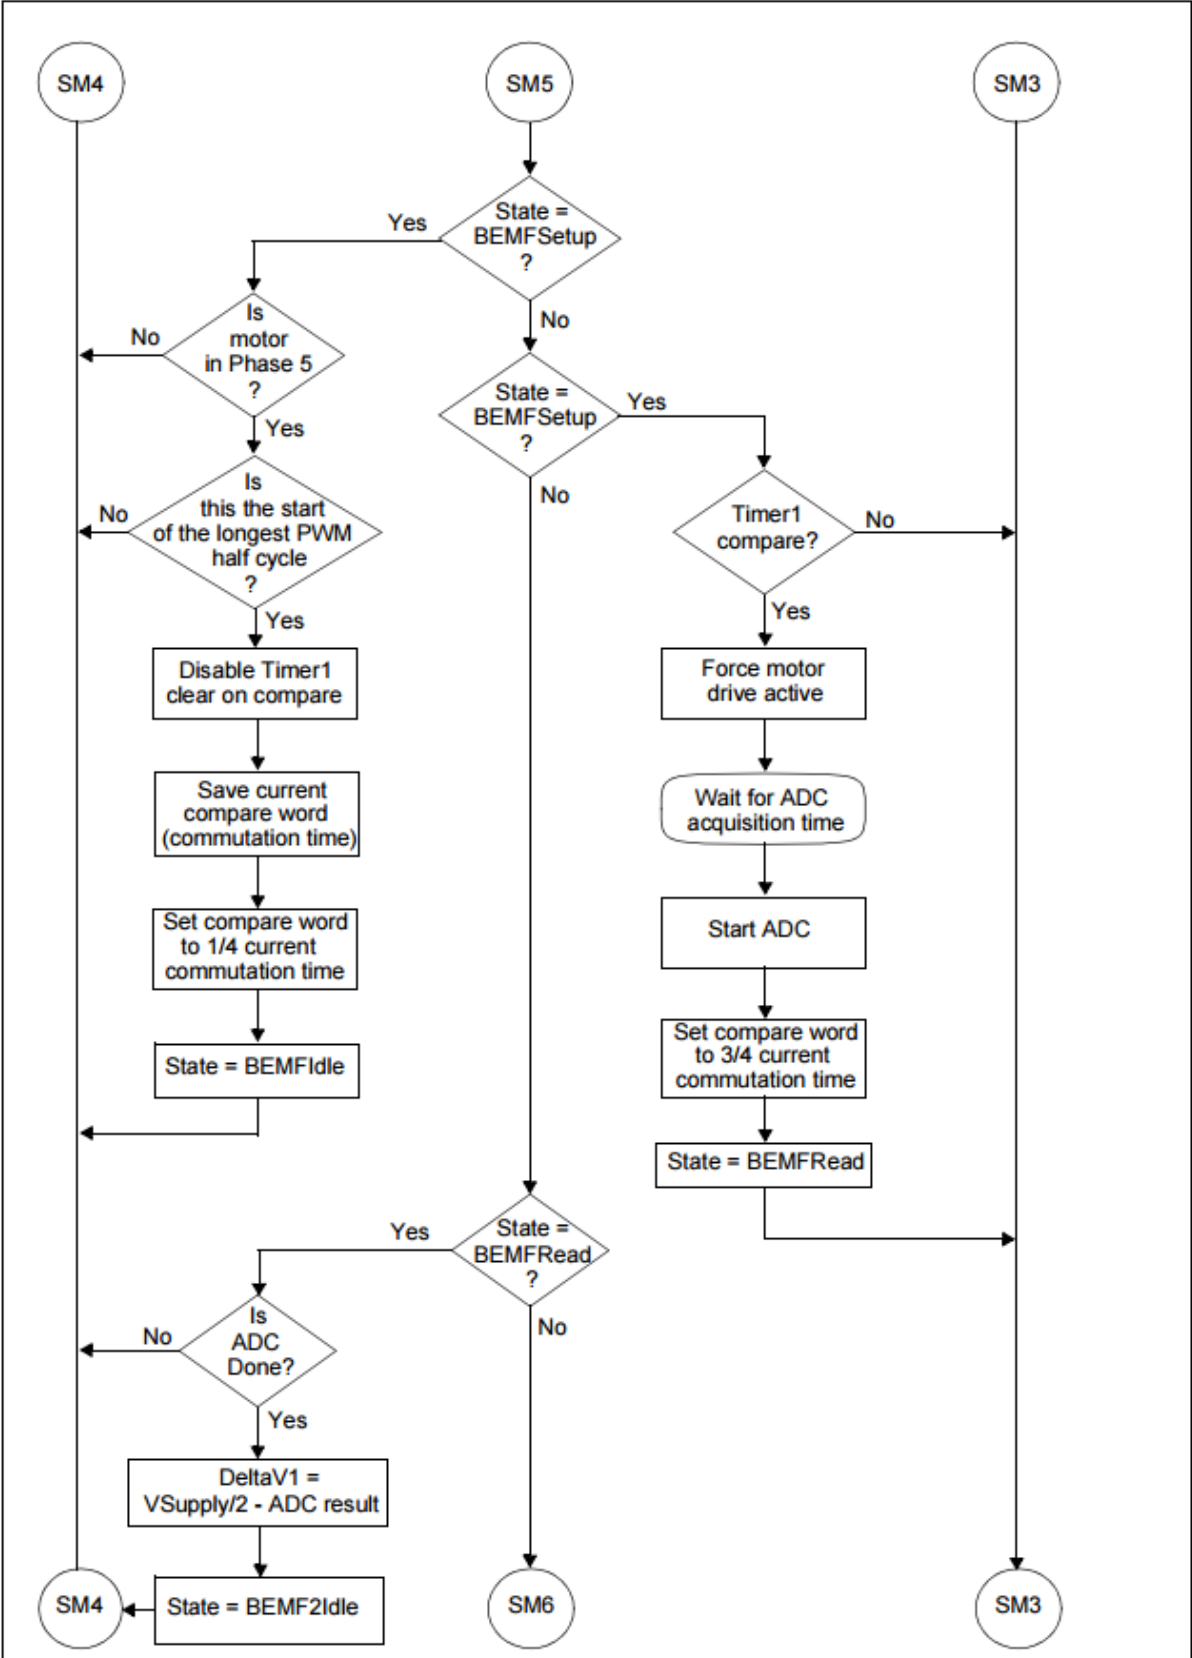 SM4
SM5
SM3
State =
BEMFSetup
?
Yes
No
Is
motor
in Phase 5
?
No
Yes
State =
BEMFSetup
?
Yes
No
Is
this the start
of the longest PWM
half cycle
?
No
Yes
Timer1
compare?
No
Yes
Disable Timer1
clear on compare
Save current
compare word
(commutation time)
Set compare word
to 1/4 current
commutation time
State = BEMFIdle
Force motor
drive active
Wait for ADC
acquisition time
Start ADC
Set compare word
to 3/4 current
commutation time
State = BEMFRead
State =
BEMFRead
?
Yes
No
Is
ADC
Done?
No
Yes
DeltaV1 =
VSupply/2 - ADC result
State = BEMF2Idle
SM4
SM6
SM3